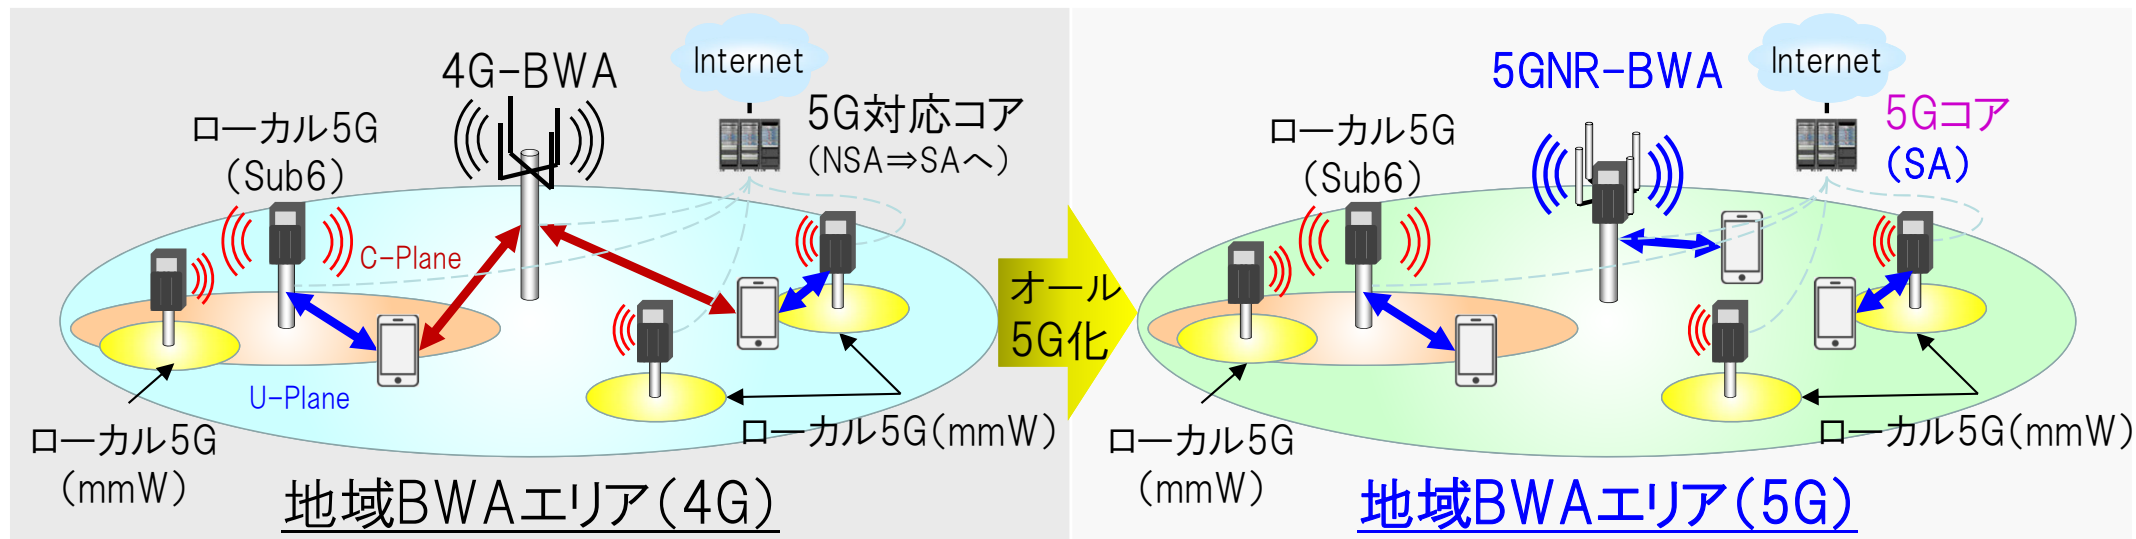 Internet
4G-BWA
5G対応コア
(NSA⇒SAへ)
ローカル5G
(Sub6)
C-Plane
U-Plane
ローカル5G
(mmW)
ローカル5G(mmW)
地域BWAエリア(4G)
オール
5G化
Internet
5GNR-BWA
5Gコア
(SA)
ローカル5G
(Sub6)
ローカル5G
(mmW)
ローカル5G(mmW)
地域BWAエリア(5G)